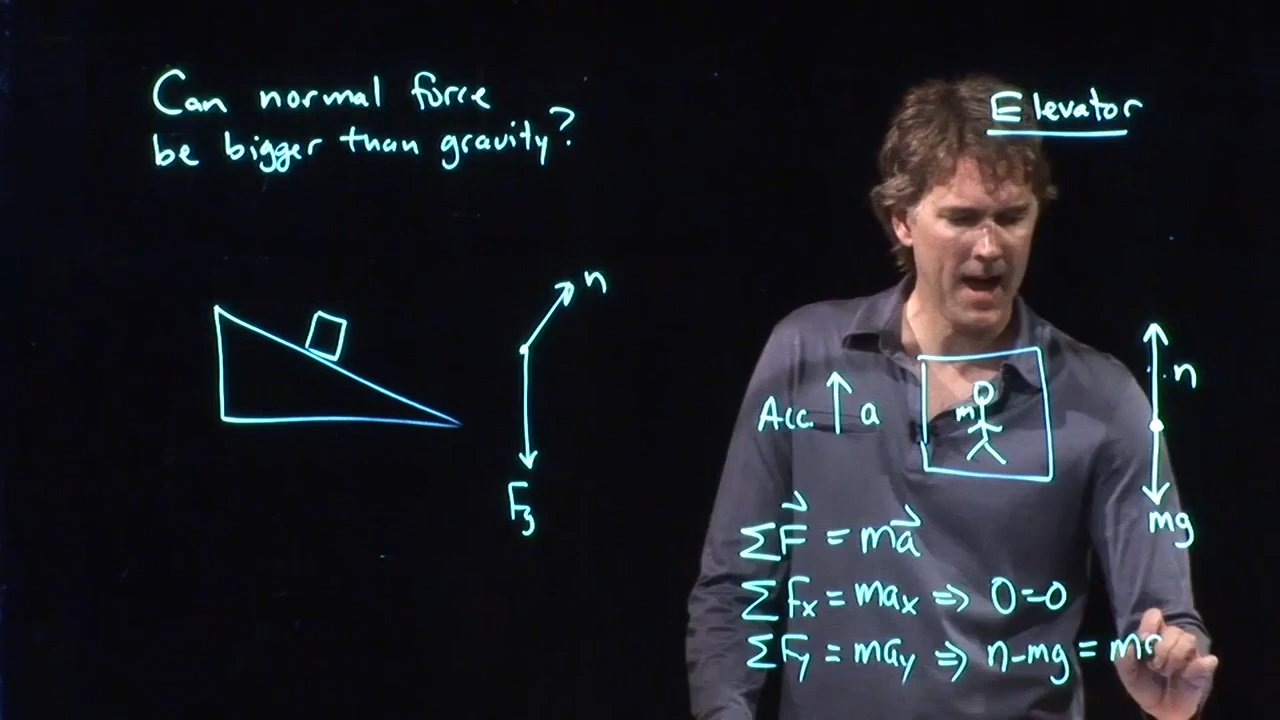 Can normal force
be bigger than gravity?
n
Fg
Elevator
Acc. a
m
n
mg
ΣF⃗ = ma⃗
ΣFx = max ⇒ 0=0
ΣFy = may ⇒ n-mg = m